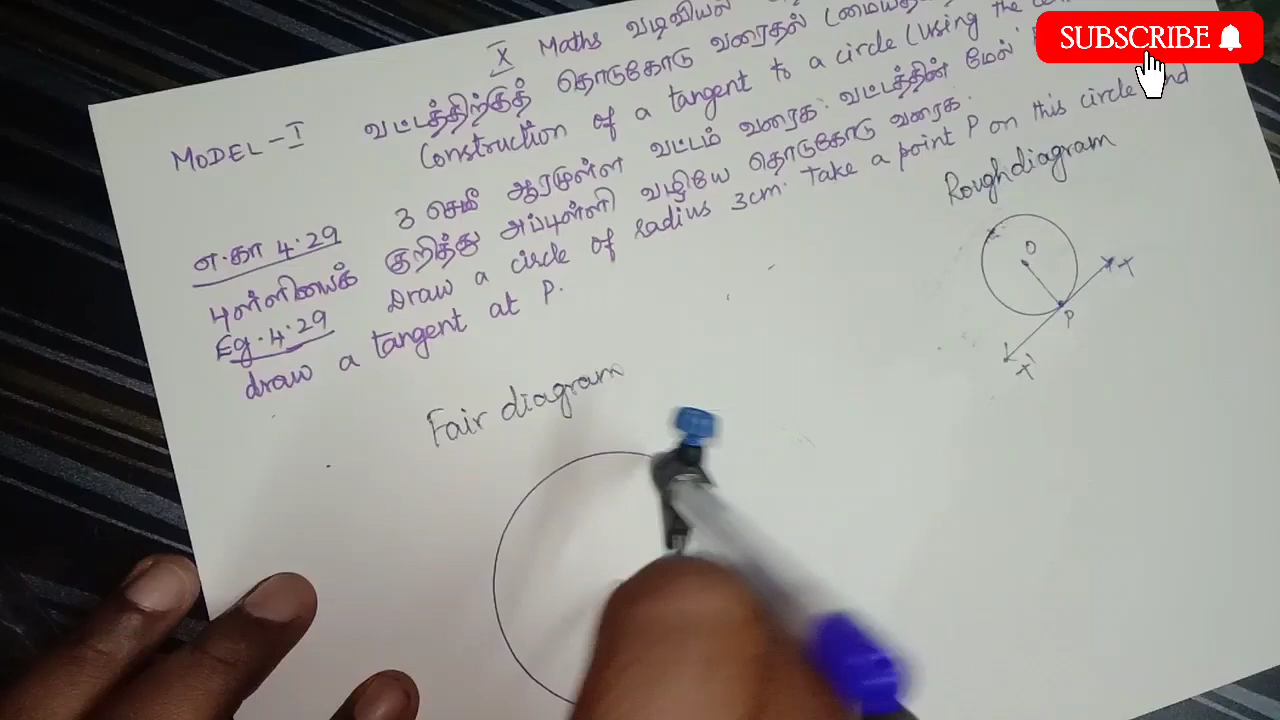 X Maths வடிவியல்
MODEL-I வட்டத்திற்குத் தொடுகோடு வரைதல்
Construction of a tangent to a circle (Using the
எ.கா 4.29 3 செமீ ஆரமுள்ள வட்டம் வரைக. வட்டத்தின் மேல்
புள்ளியைக் குறித்து அப்புள்ளி வழியே தொடுகோடு வரைக.
Eg. 4.29 Draw a circle of radius 3cm. Take a point P on this circle and
draw a tangent at P.
Rough diagram
O
P
T
T'
Fair diagram
SUBSCRIBE